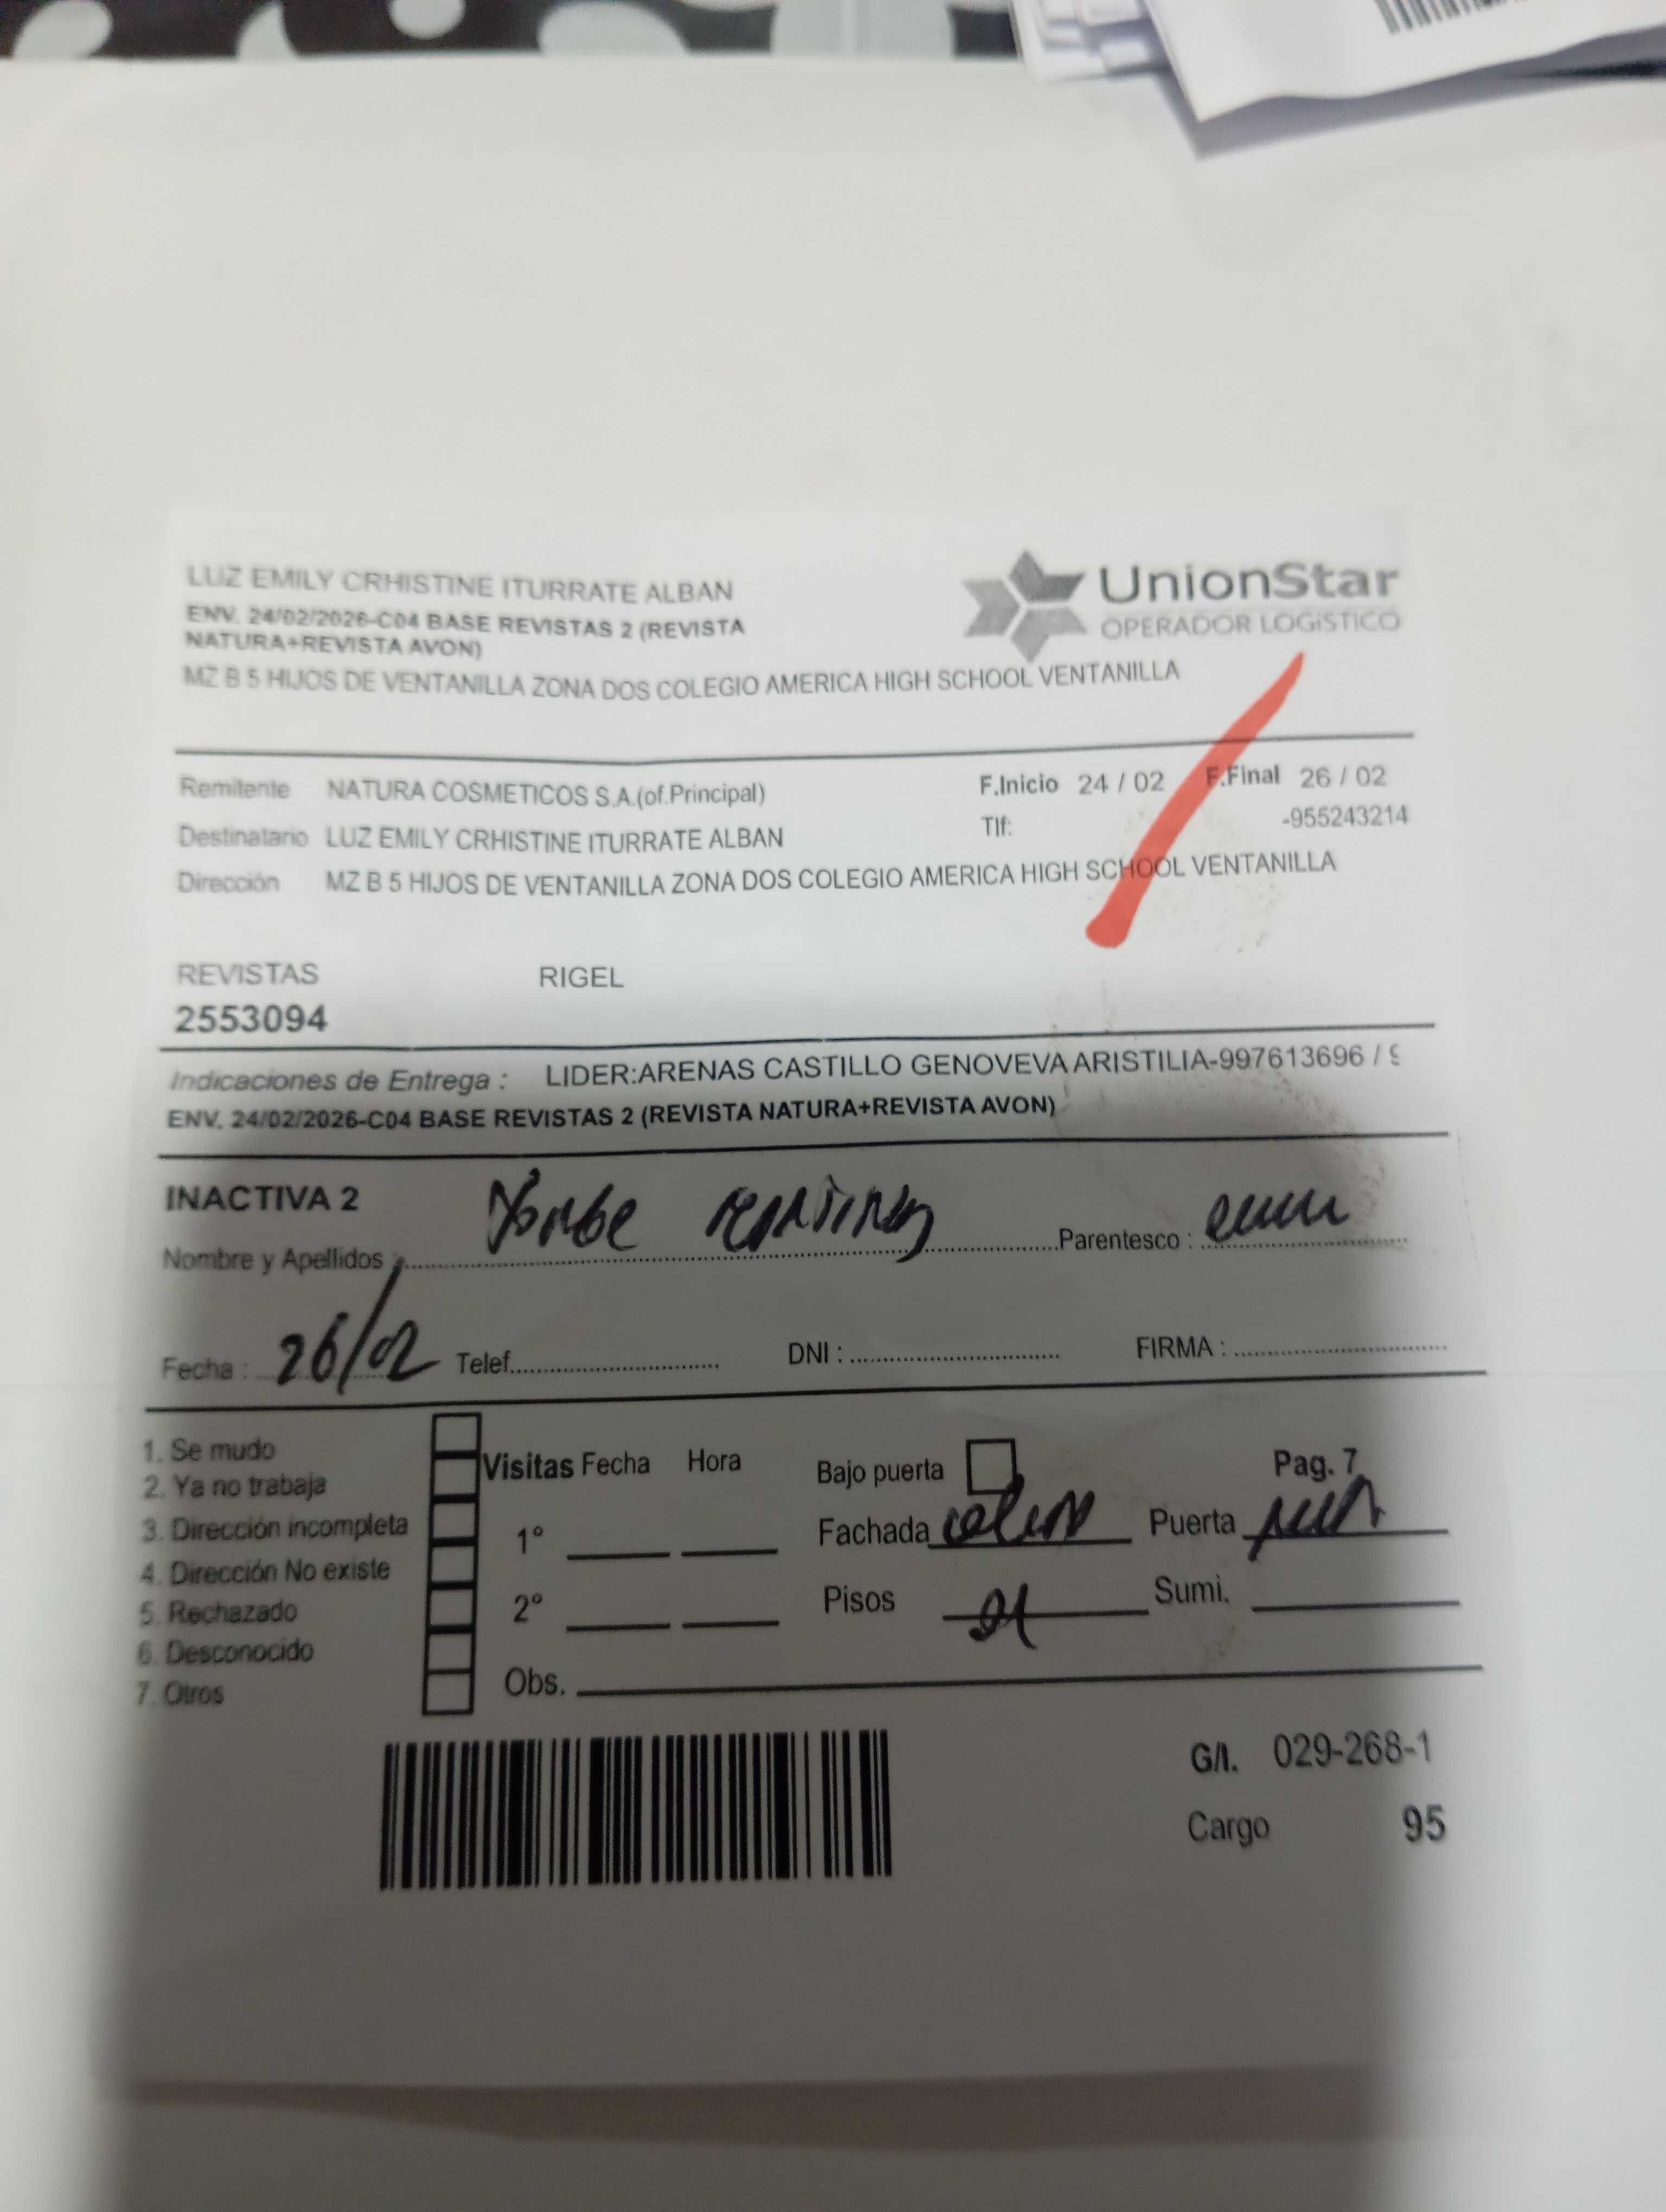 LUZ EMILY CRHISTINE ITURRATE ALBAN
ENV. 24/02/2026-C04 BASE REVISTAS 2 (REVISTA
NATURA+REVISTA AVON)
MZ B 5 HIJOS DE VENTANILLA ZONA DOS COLEGIO AMERICA HIGH SCHOOL VENTANILLA
UnionStar
OPERADOR LOGISTICO
Remitente NATURA COSMETICOS S.A.(of.Principal) F.Inicio 24 / 02 F.Final 26 / 02
Destinatario LUZ EMILY CRHISTINE ITURRATE ALBAN Tlf: -955243214
Dirección MZ B 5 HIJOS DE VENTANILLA ZONA DOS COLEGIO AMERICA HIGH SCHOOL VENTANILLA
REVISTAS RIGEL
2553094
Indicaciones de Entrega : LIDER:ARENAS CASTILLO GENOVEVA ARISTILIA-997613696 / 9
ENV. 24/02/2026-C04 BASE REVISTAS 2 (REVISTA NATURA+REVISTA AVON)
INACTIVA 2
Nombre y Apellidos : Parentesco :
Fecha : 26/02 Telef. DNI : FIRMA :
1. Se mudo
2. Ya no trabaja
3. Dirección incompleta
4. Dirección No existe
5. Rechazado
6. Desconocido
7. Otros
Visitas Fecha Hora
1°
2°
Obs.
Bajo puerta Pag. 7
Fachada Puerta
Pisos 01 Sumi.
G/I. 029-268-1
Cargo 95